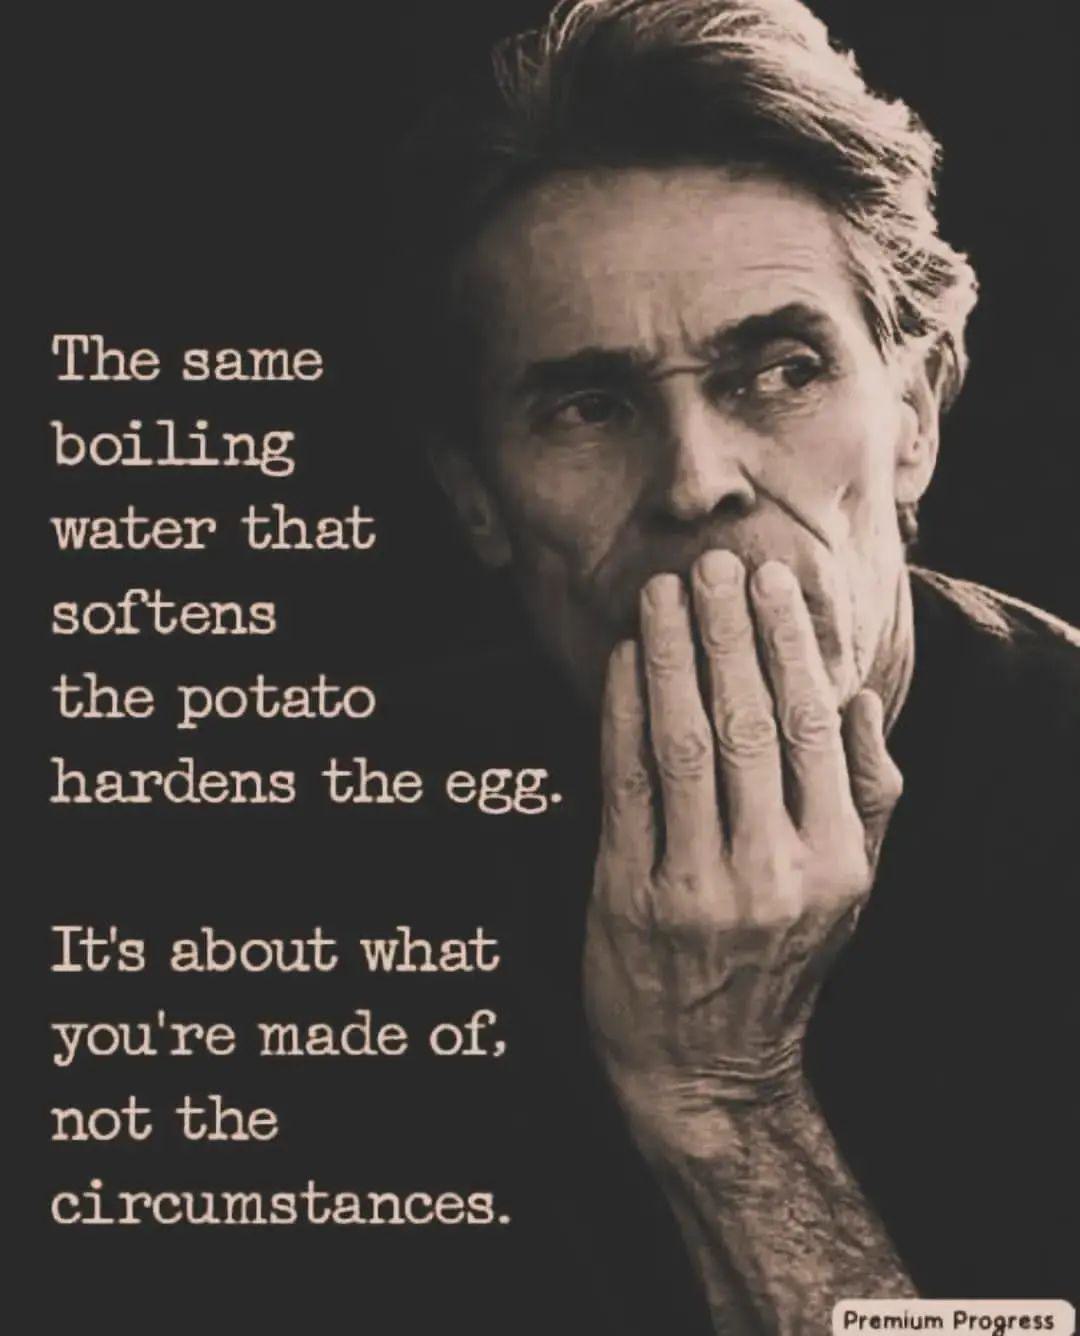 The same
boiling
water that
softens
the potato
hardens the egg.
It's about what
you're made of,
not the
circumstances.
Premium Progress